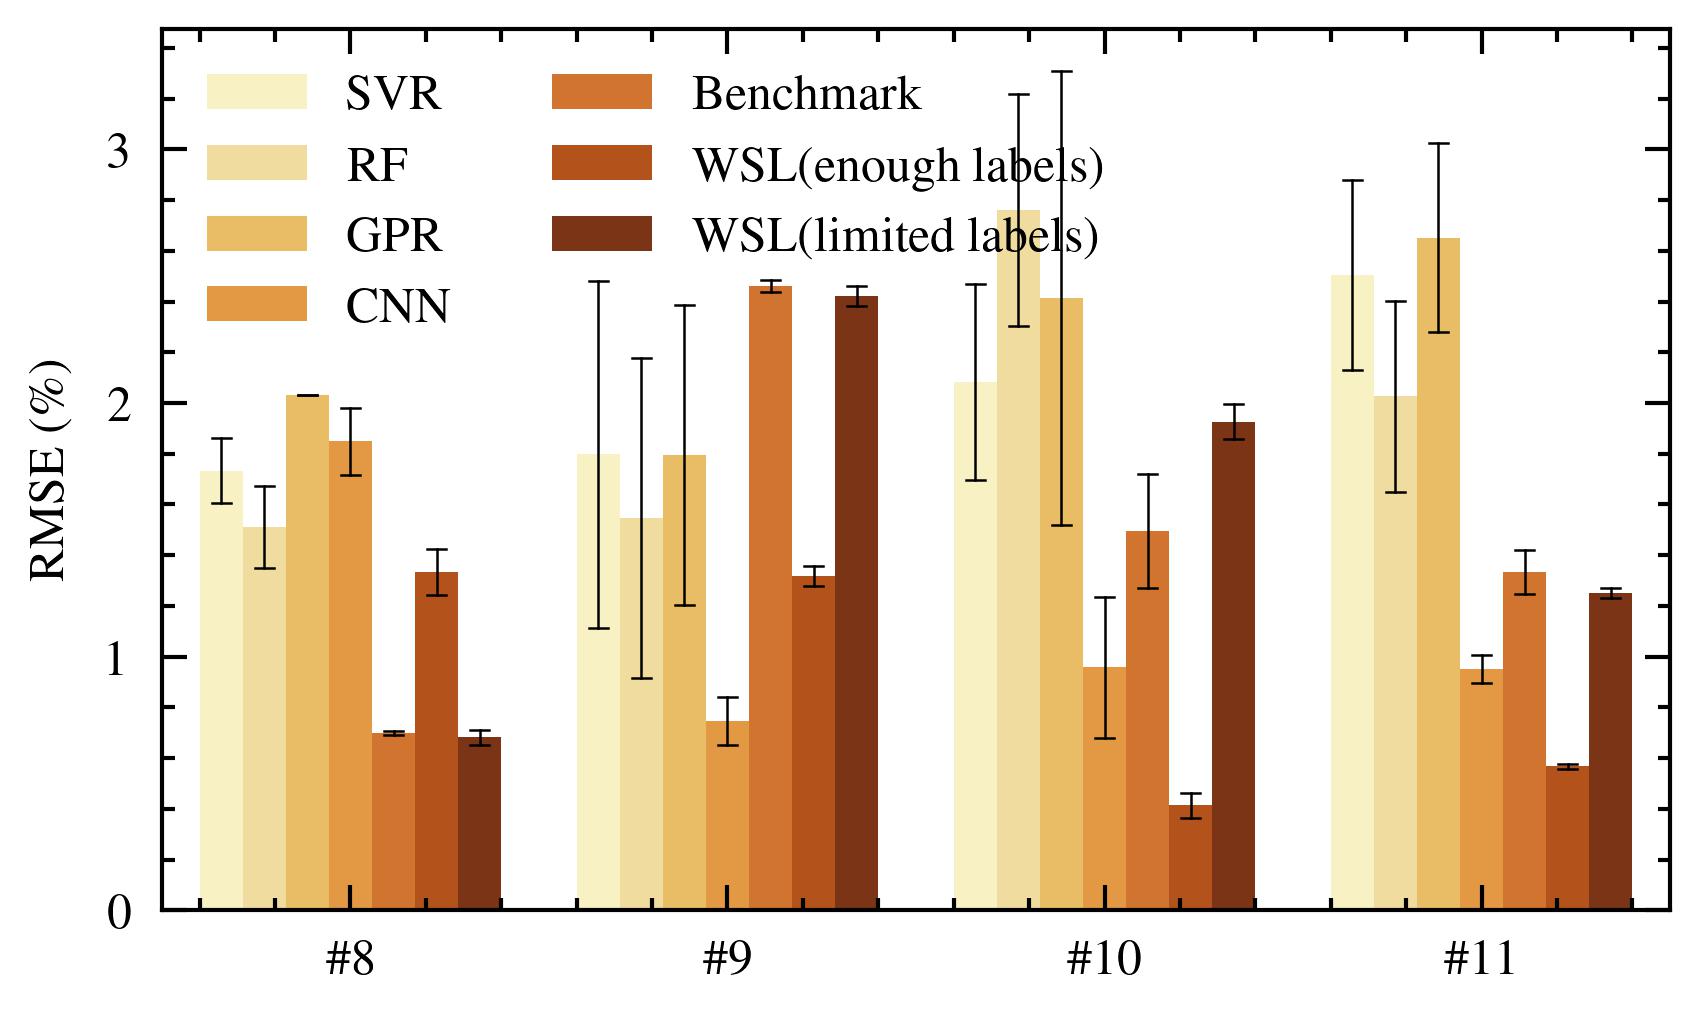 SVR
RF
GPR
CNN
Benchmark
WSL(enough labels)
WSL(limited labels)
RMSE (%)
3
2
1
0
#8
#9
#10
#11